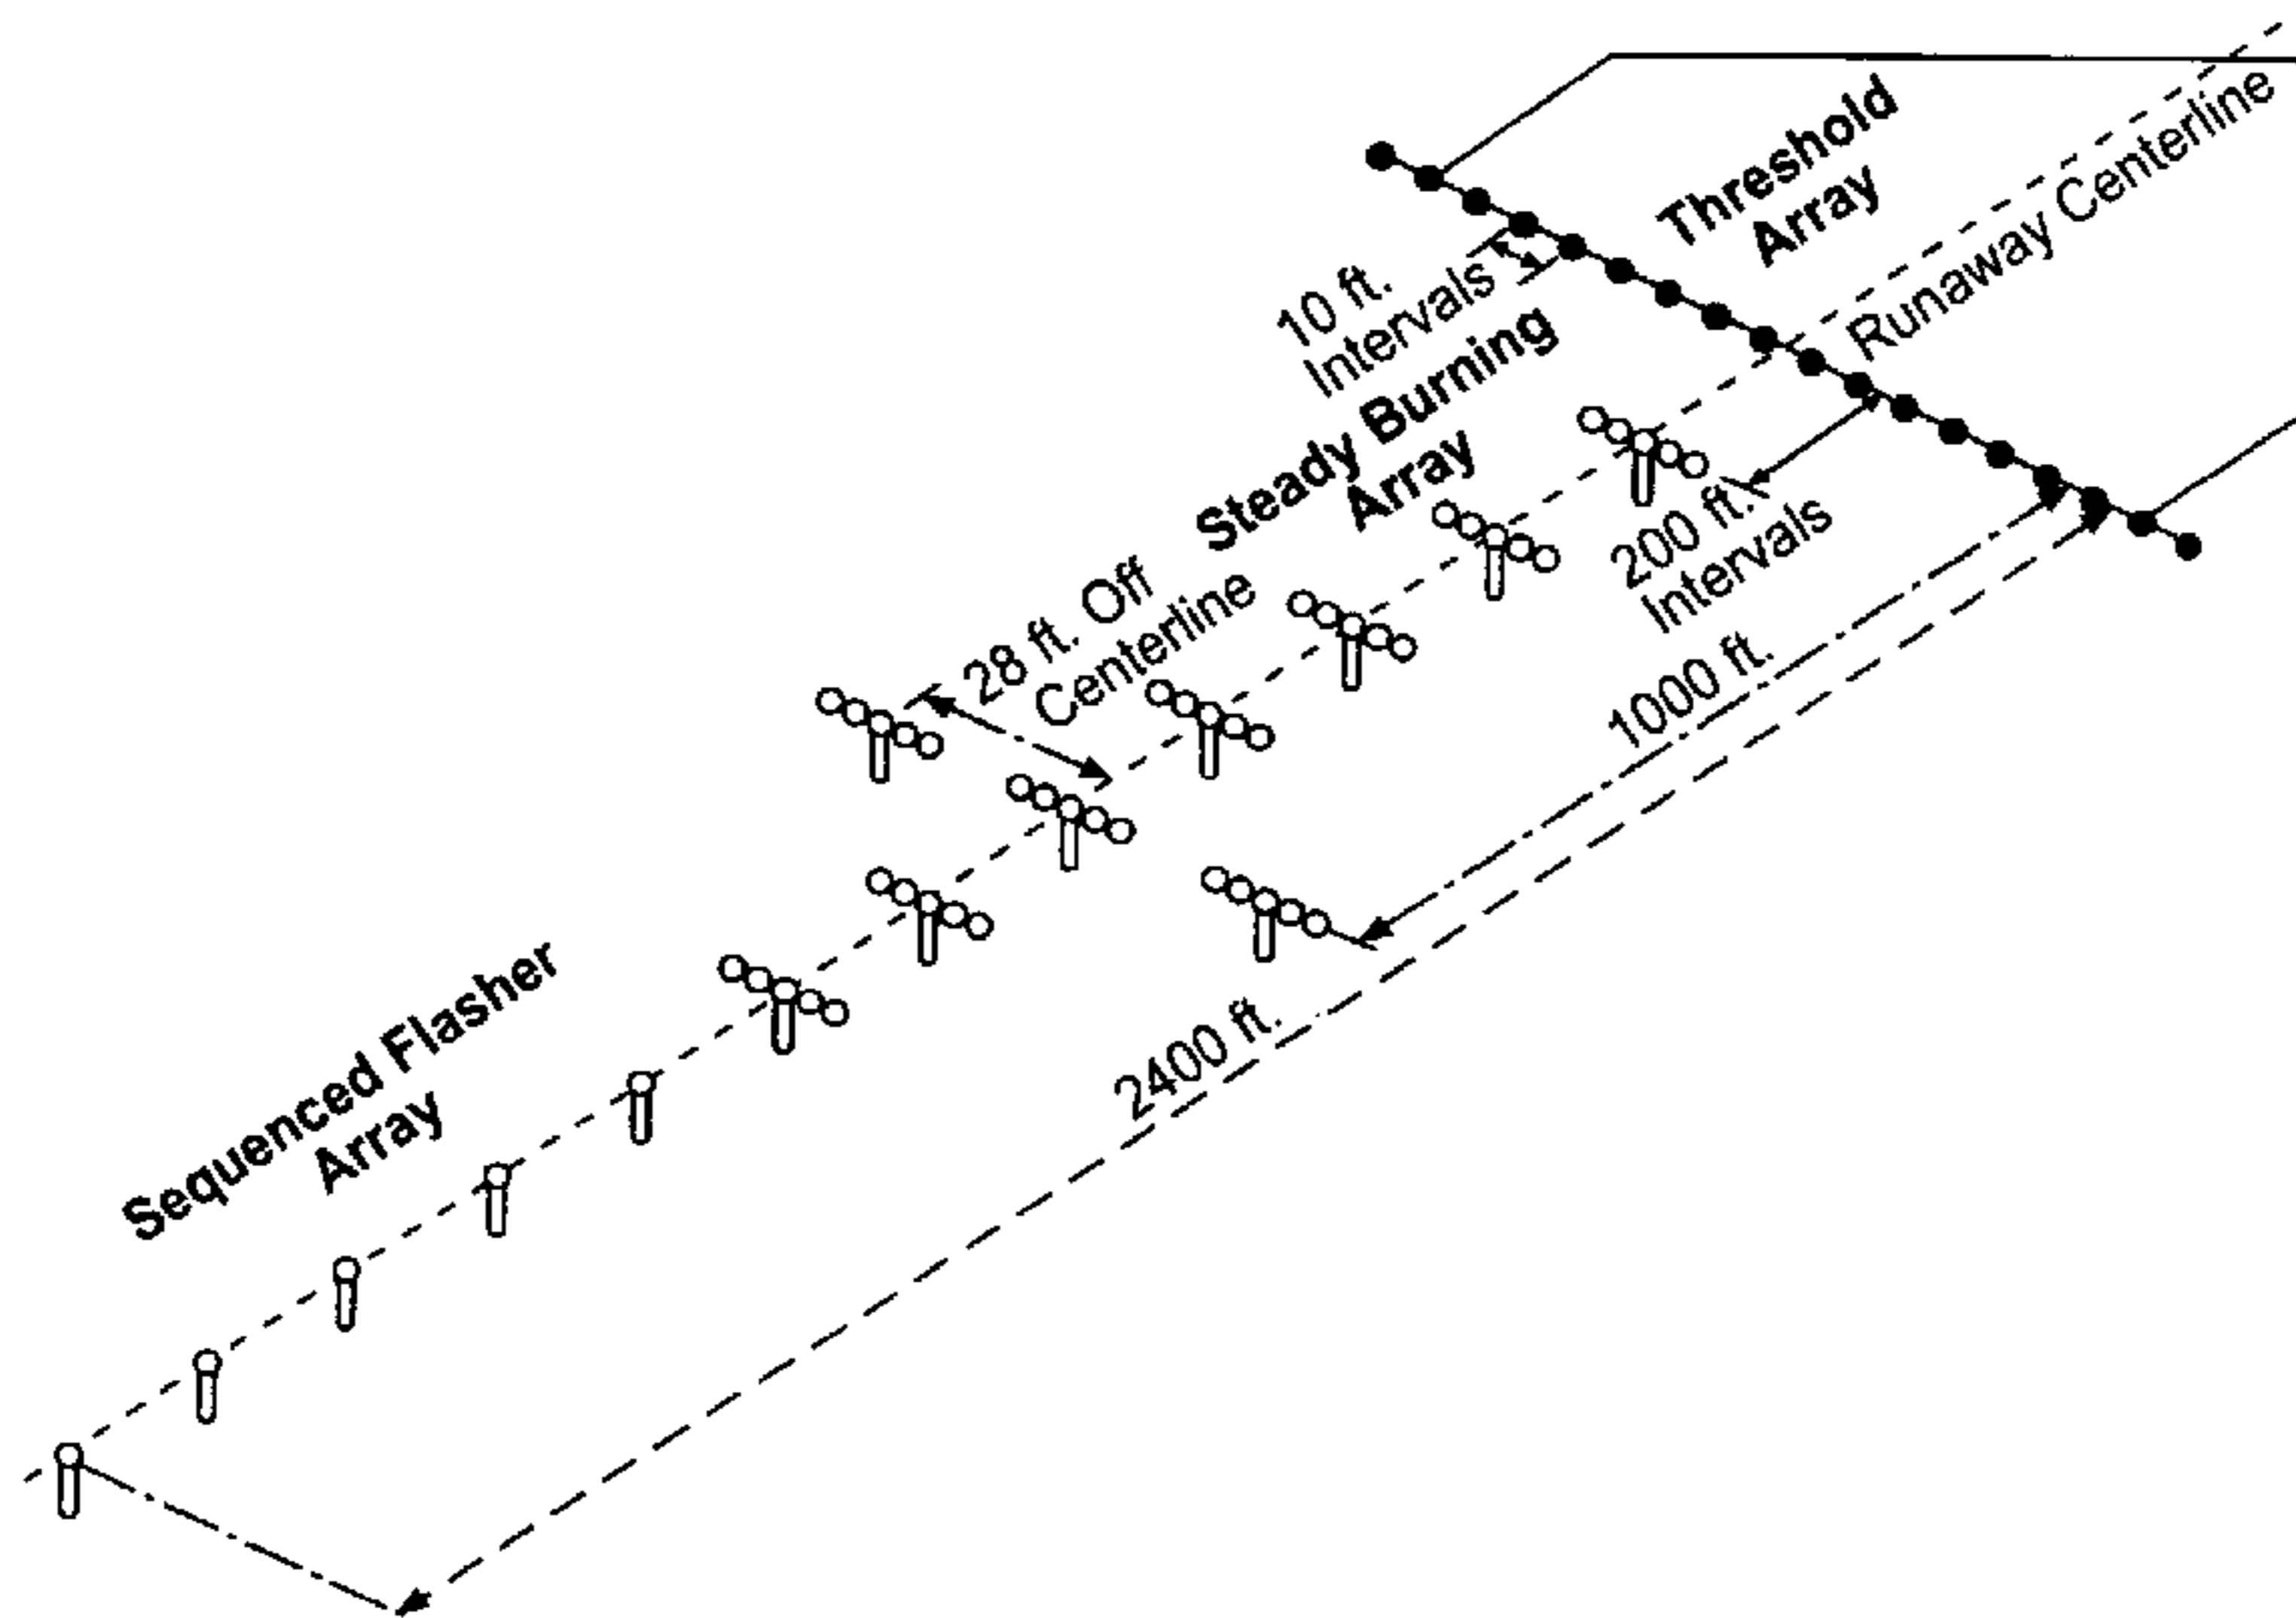 Threshold
Array
Runaway Centerline
10 ft.
Intervals
Steady Burning
Array
200 ft.
Intervals
28 ft. Off
Centerline
1000 ft.
2400 ft.
Sequenced Flasher
Array